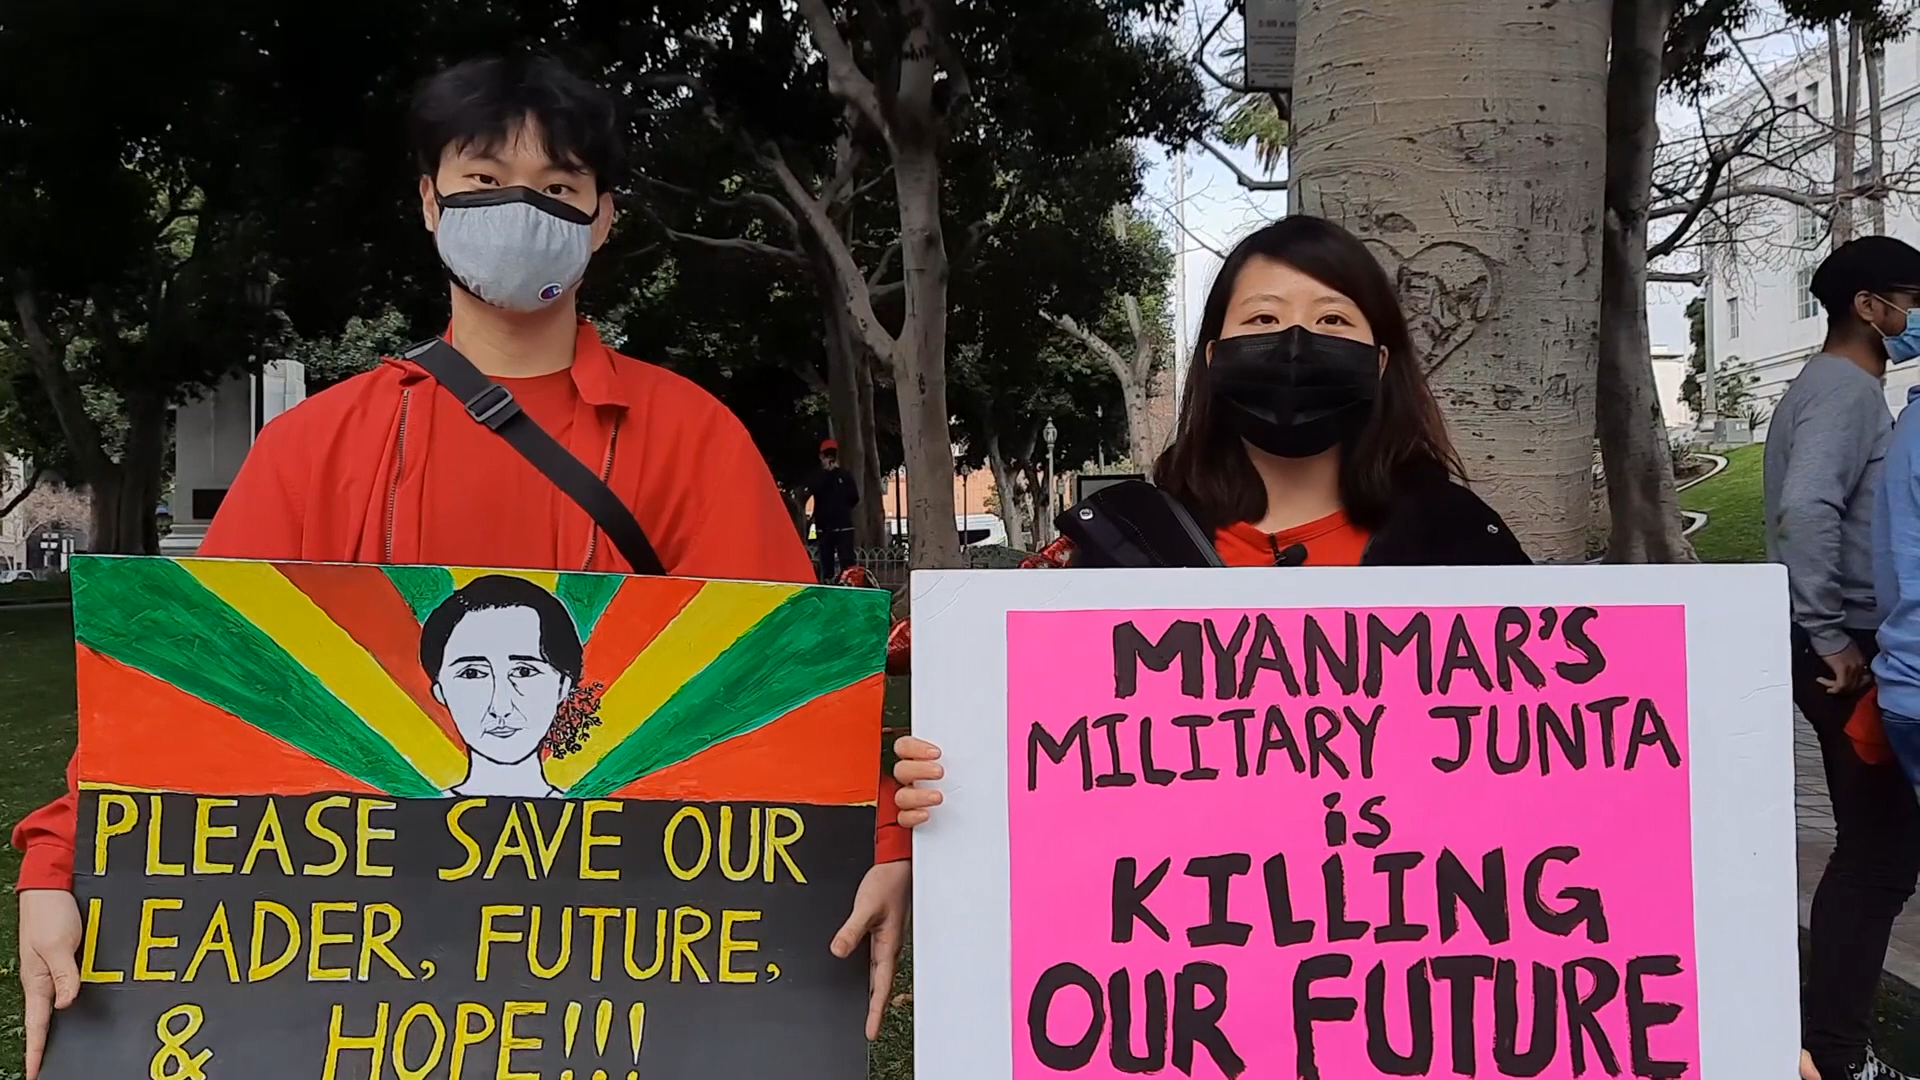 PLEASE SAVE OUR
LEADER, FUTURE,
& HOPE!!!
MYANMAR'S
MILITARY JUNTA
is
KILLING
OUR FUTURE